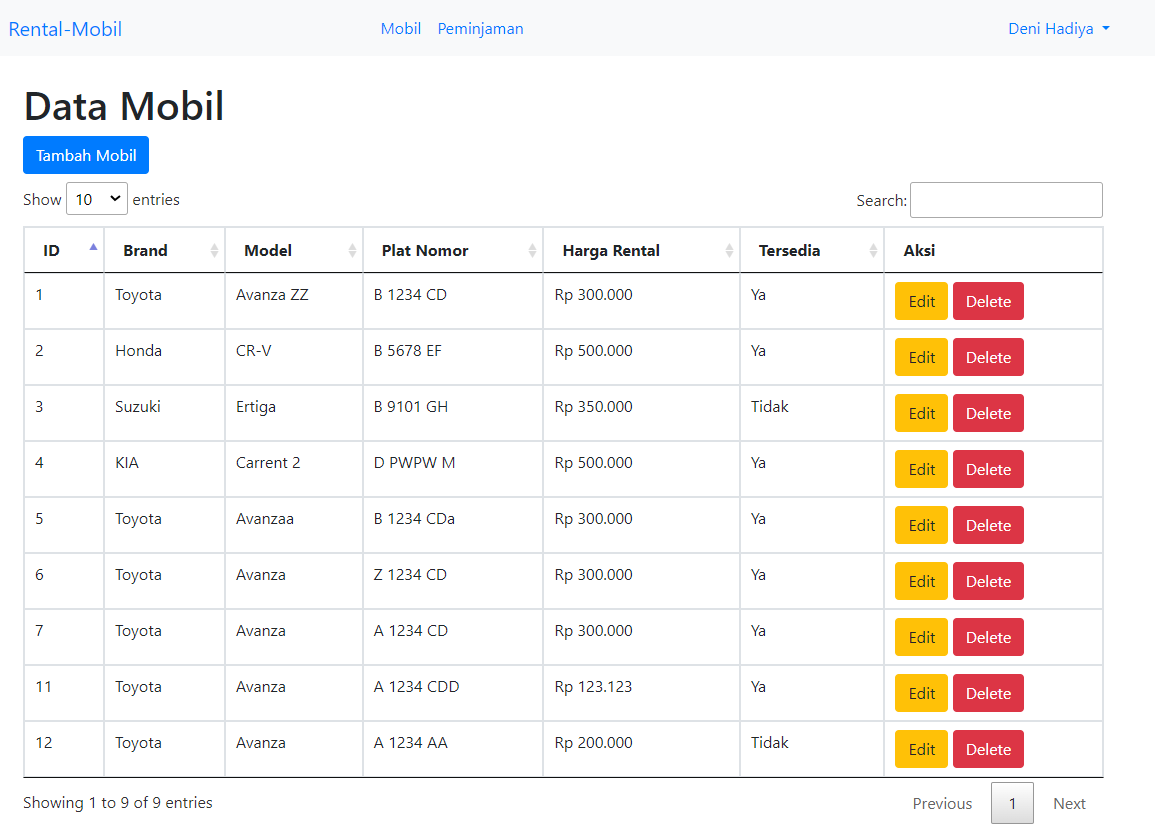 Rental-Mobil Mobil Peminjaman Deni Hadiya
Data Mobil
Tambah Mobil
Show 10 entries Search:
ID Brand Model Plat Nomor Harga Rental Tersedia Aksi
1 Toyota Avanza ZZ B 1234 CD Rp 300.000 Ya Edit Delete
2 Honda CR-V B 5678 EF Rp 500.000 Ya Edit Delete
3 Suzuki Ertiga B 9101 GH Rp 350.000 Tidak Edit Delete
4 KIA Carrent 2 D PWPW M Rp 500.000 Ya Edit Delete
5 Toyota Avanzaa B 1234 CDa Rp 300.000 Ya Edit Delete
6 Toyota Avanza Z 1234 CD Rp 300.000 Ya Edit Delete
7 Toyota Avanza A 1234 CD Rp 300.000 Ya Edit Delete
11 Toyota Avanza A 1234 CDD Rp 123.123 Ya Edit Delete
12 Toyota Avanza A 1234 AA Rp 200.000 Tidak Edit Delete
Showing 1 to 9 of 9 entries Previous 1 Next